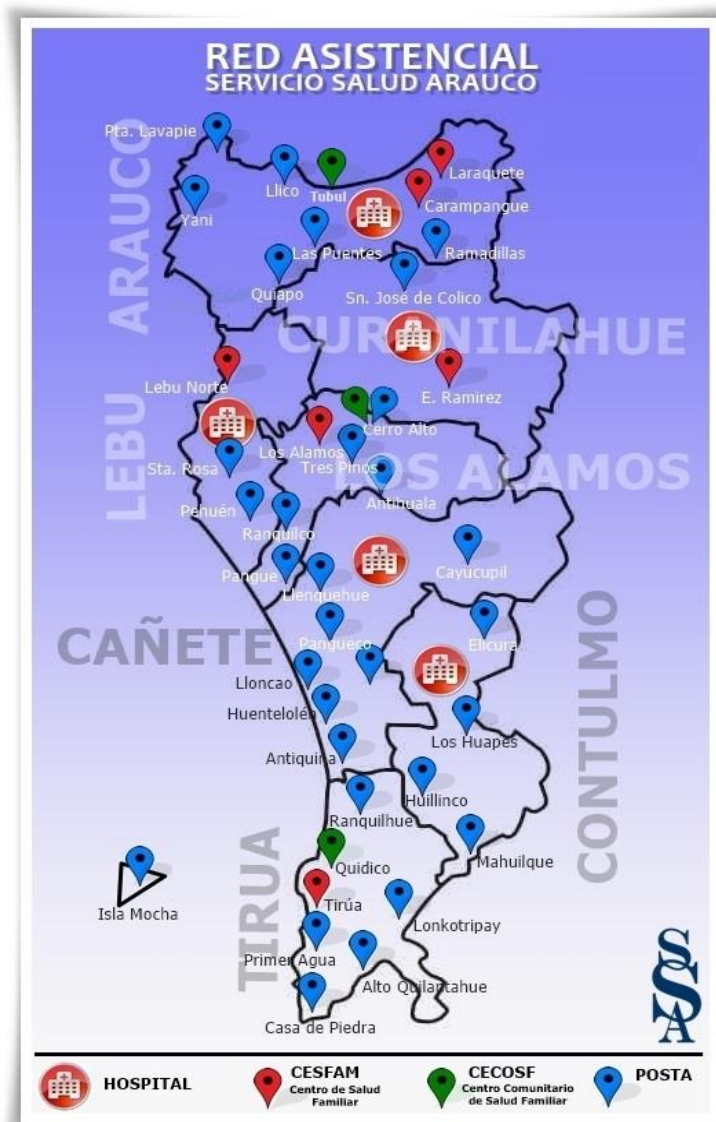 RED ASISTENCIAL
SERVICIO SALUD ARAUCO
Pta. Lavapie
Llico
Tubul
Laraquete
Carampangue
Yani
Las Puentes
Ramadillas
Quiapo
Sn. José de Colico
ARAUCO
CURANILAHUE
Lebu Norte
E. Ramirez
Cerro Alto
Los Alamos
Tres Pinos
Sta. Rosa
LEBU
LOS ALAMOS
Antihuala
Pehuén
Ranquilco
Pangue
Llenquehue
Cayucupil
CAÑETE
Pangueco
Elicura
Lloncao
Huentelolén
Los Huapes
Antiquina
CONTULMO
Huillinco
Ranquilhue
Mahuilque
Quidico
TIRUA
Tirúa
Isla Mocha
Lonkotripay
Primer Agua
Alto Quilantahue
Casa de Piedra
SSA
HOSPITAL
CESFAM
Centro de Salud
Familiar
CECOSF
Centro Comunitario
de Salud Familiar
POSTA